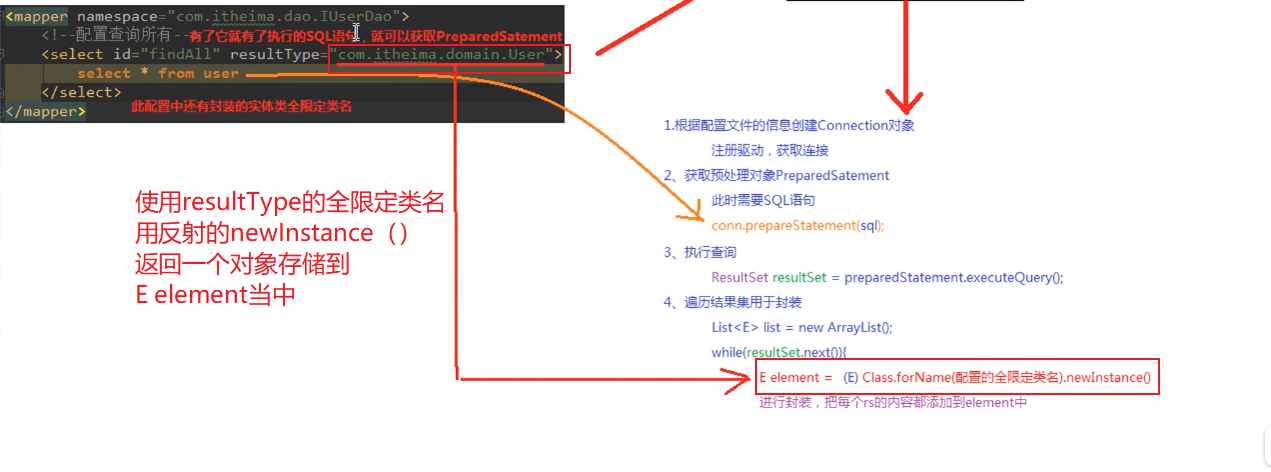 <mapper namespace="com.itheima.dao.IUserDao">
<!--配置查询所有--有了它就有了执行的SQL语句，就可以获取PreparedSatement
<select id="findAll" resultType="com.itheima.domain.User">
select * from user
</select>
此配置中还有封装的实体类全限定类名
</mapper>
使用resultType的全限定类名
用反射的newInstance（）
返回一个对象存储到
E element当中
1.根据配置文件的信息创建Connection对象
注册驱动，获取连接
2、获取预处理对象PreparedSatement
此时需要SQL语句
conn.prepareStatement(sql);
3、执行查询
ResultSet resultSet = preparedStatement.executeQuery();
4、遍历结果集用于封装
List<E> list = new ArrayList();
while(resultSet.next()){
E element = (E) Class.forName(配置的全限定类名).newInstance()
进行封装，把每个rs的内容都添加到element中